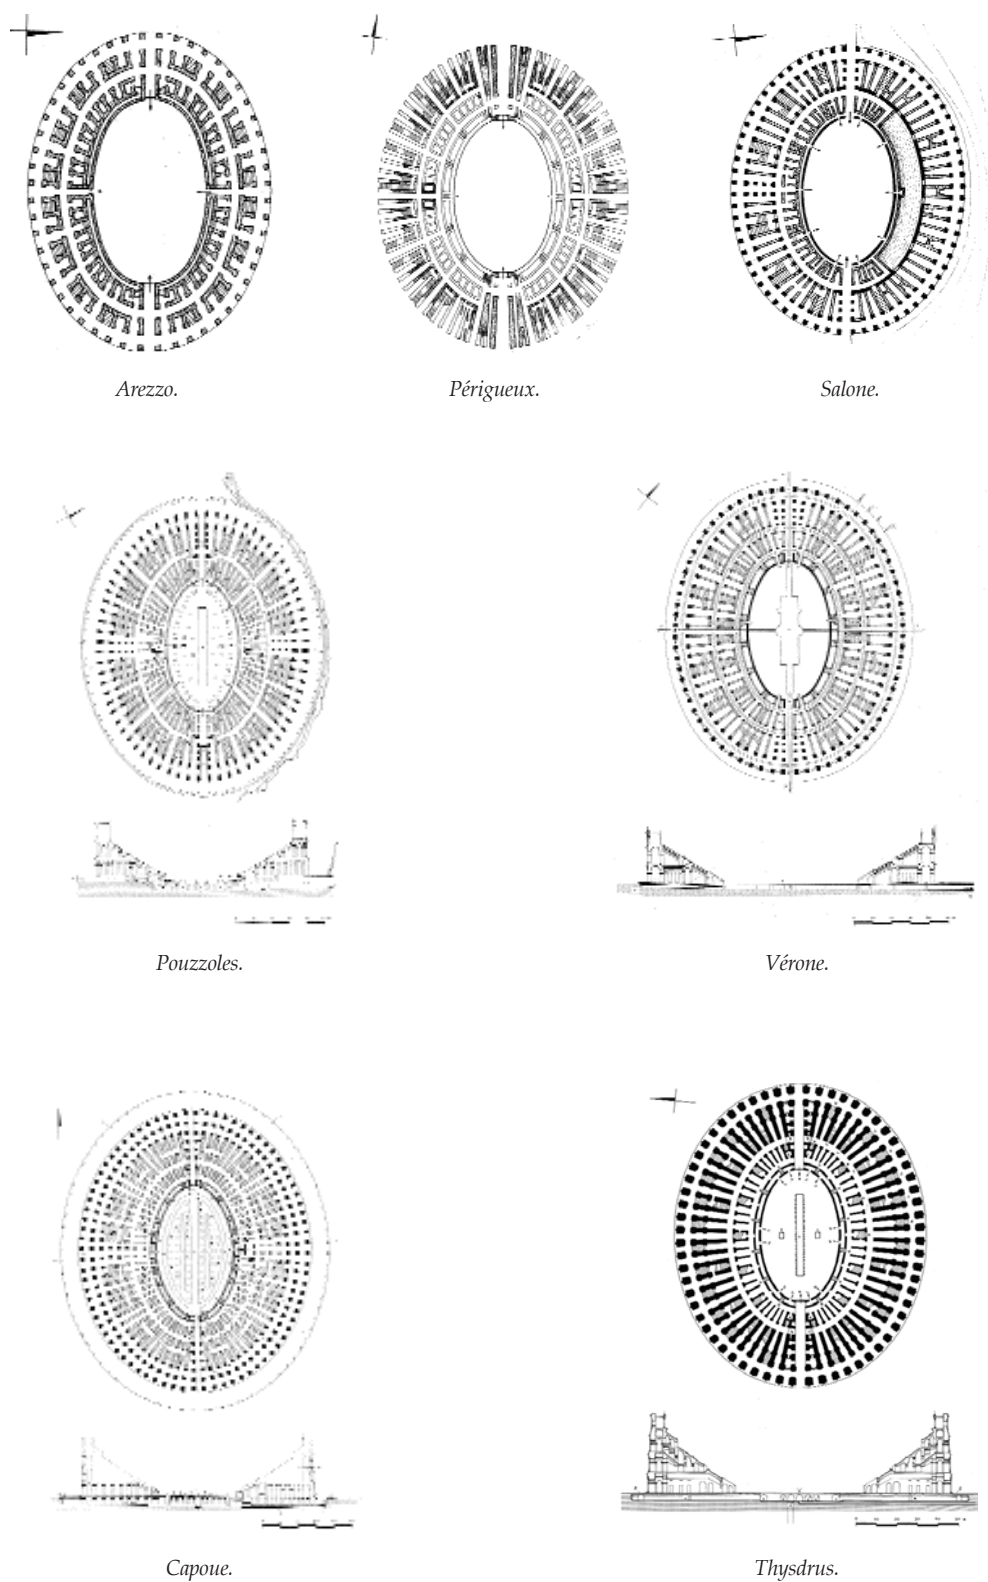 Arezzo.
Périgueux.
Salone.
Pouzzoles.
Vérone.
Capoue.
Thysdrus.